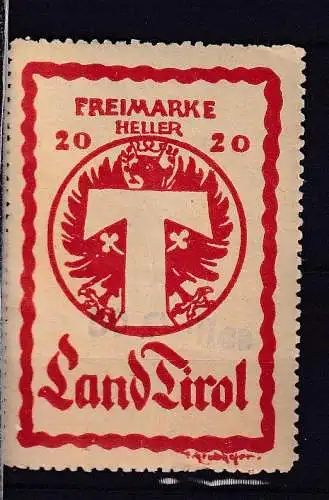 FREIMARKE
HELLER
20 20
T
Land Tirol